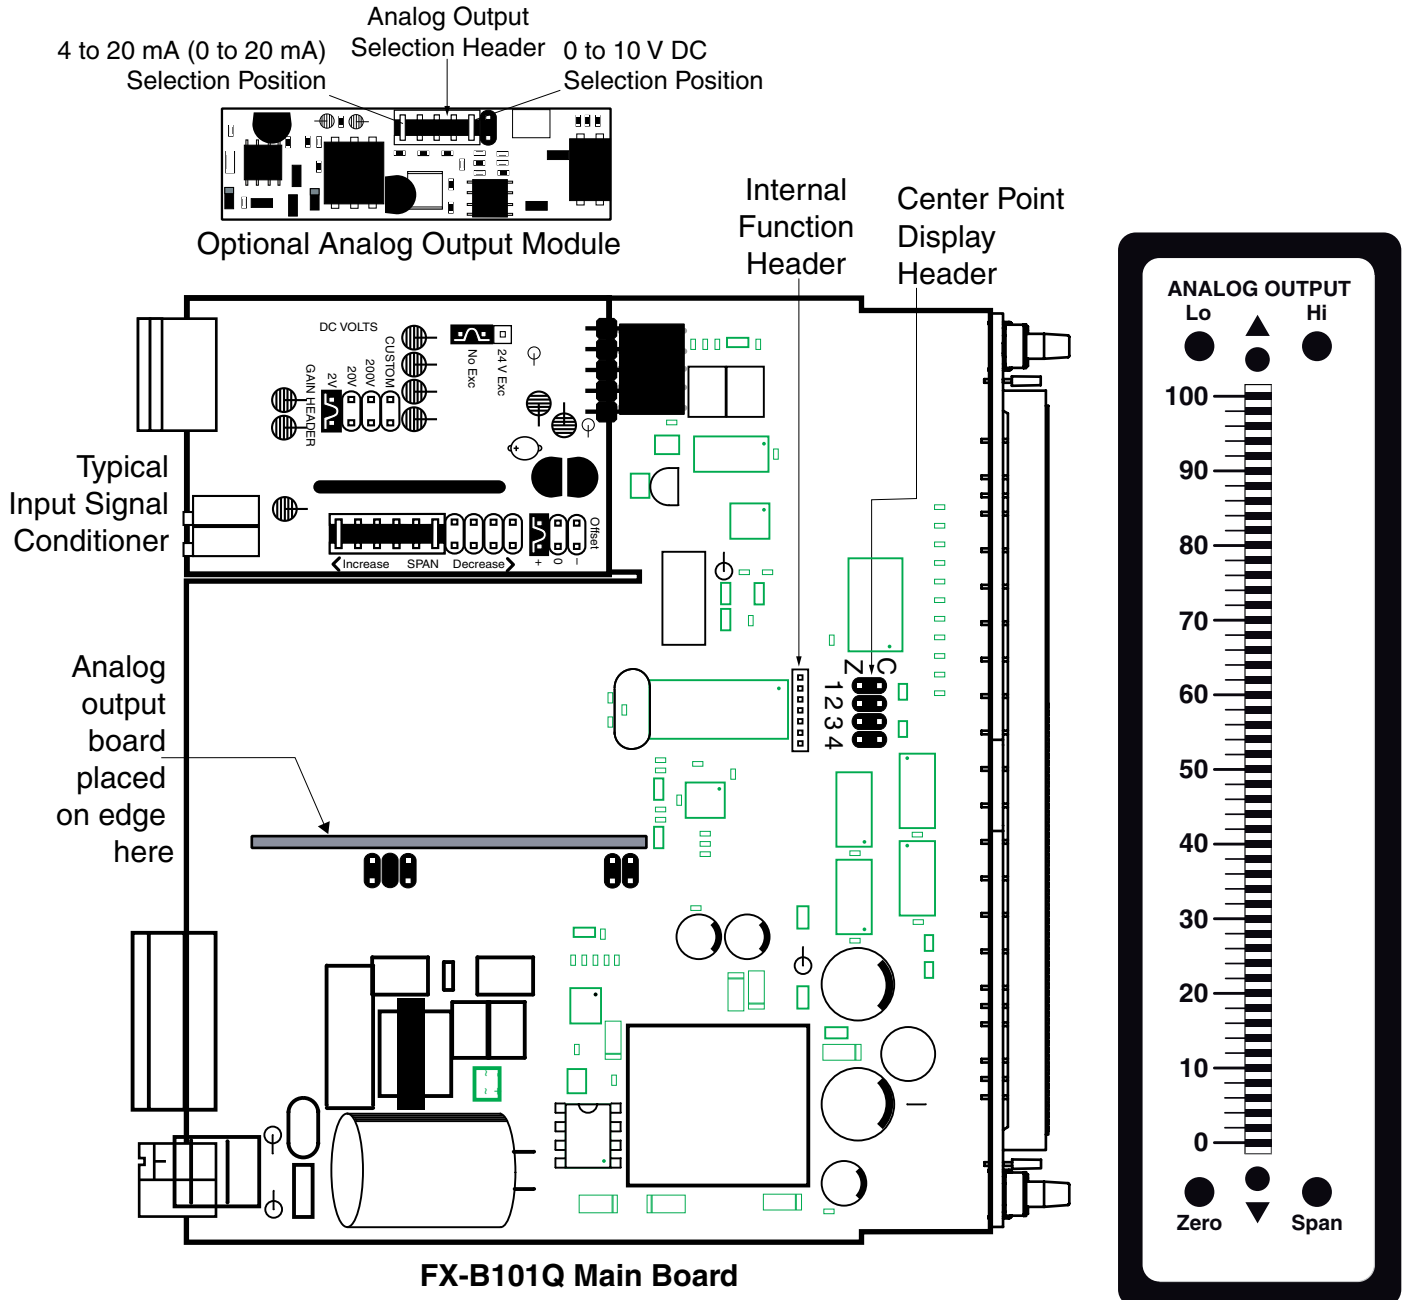 Analog Output
Selection Header
4 to 20 mA (0 to 20 mA)
Selection Position
0 to 10 V DC
Selection Position
Optional Analog Output Module
Internal
Function
Header
Center Point
Display
Header
DC VOLTS
GAIN HEADER
2V
20V
200V
CUSTOM
No Exc
24V Exc
Typical
Input Signal
Conditioner
Increase SPAN Decrease
+ 0 –
Offset
Z C
1
2
3
4
Analog
output
board
placed
on edge
here
FX-B101Q Main Board
ANALOG OUTPUT
Lo Hi
100
90
80
70
60
50
40
30
20
10
0
Zero Span